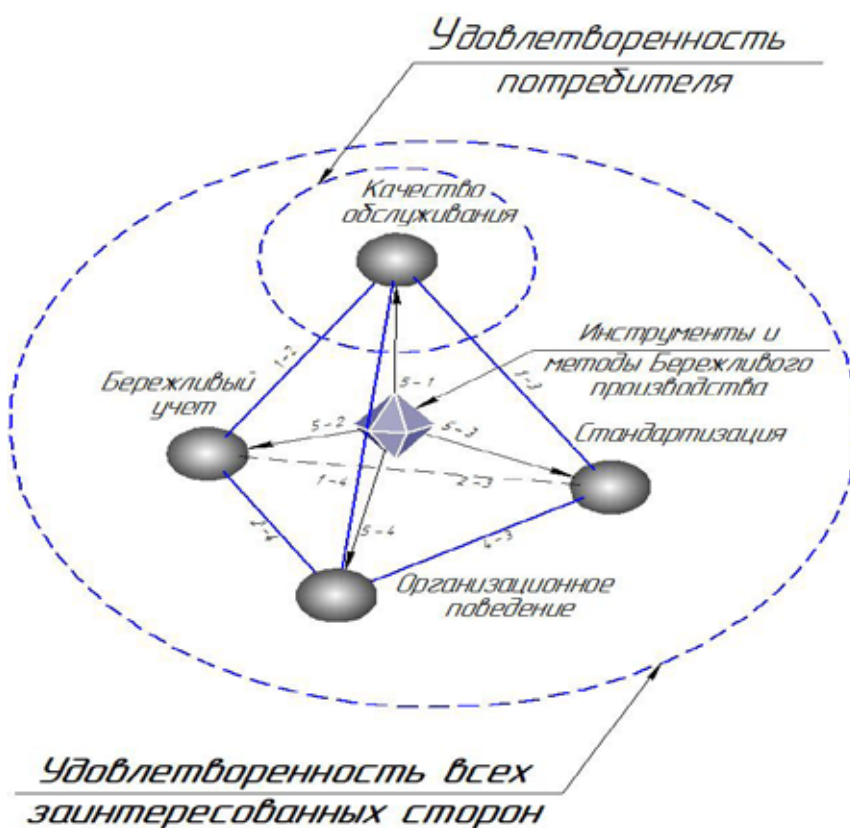 Удовлетворенность
потребителя
Качество
обслуживания
Инструменты и
методы Бережливого
производства
1-2
1-3
Бережливый
учет
5-1
5-2
5-3
Стандартизация
1-4
2-3
2-4
5-4
4-3
Организационное
поведение
Удовлетворенность всех
заинтересованных сторон